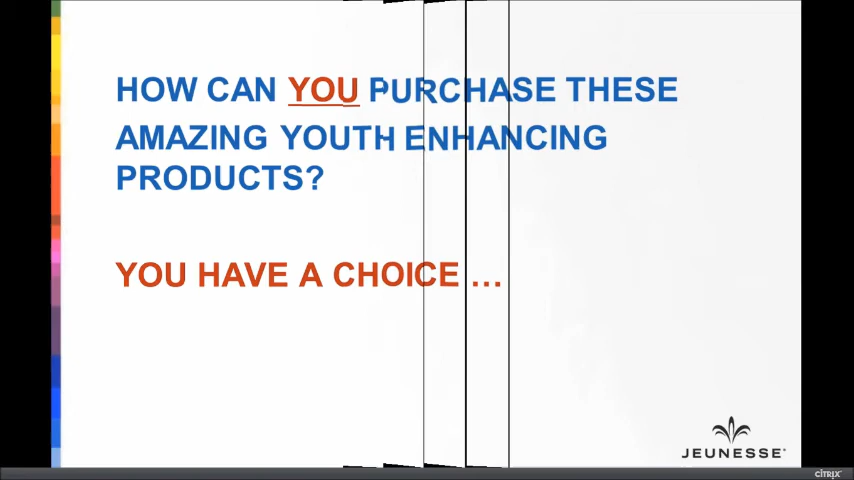 HOW CAN YOU PURCHASE THESE
AMAZING YOUTH ENHANCING
PRODUCTS?
YOU HAVE A CHOICE ...
JEUNESSE®
CITRIX